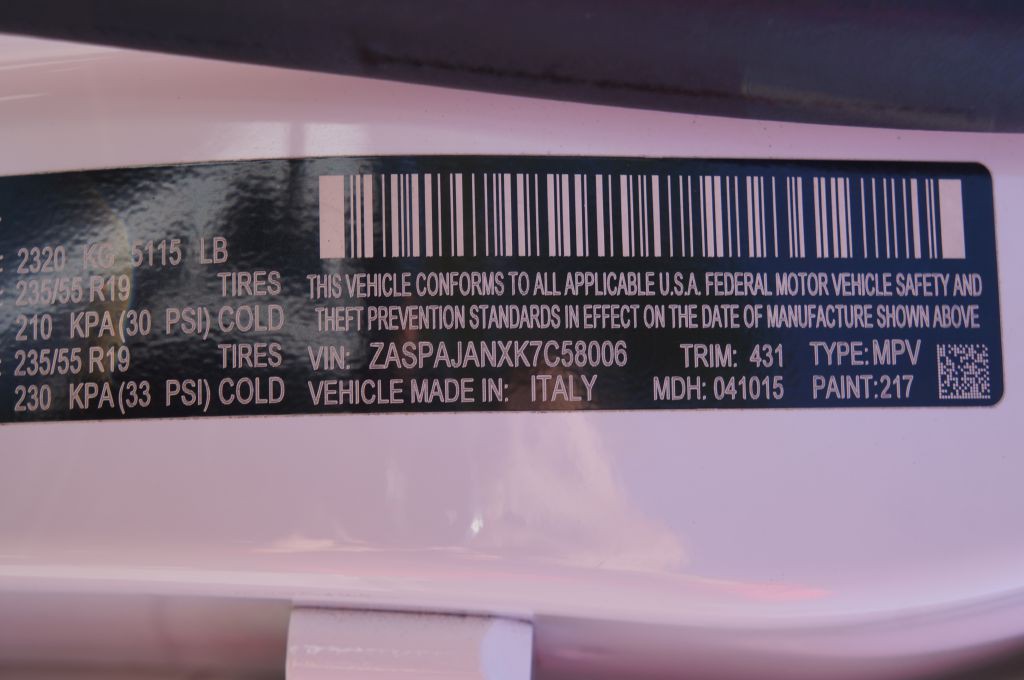 : 2320 KG 5115 LB
235/55 R19 TIRES
210 KPA(30 PSI) COLD
235/55 R19 TIRES
230 KPA(33 PSI) COLD
THIS VEHICLE CONFORMS TO ALL APPLICABLE U.S.A. FEDERAL MOTOR VEHICLE SAFETY AND
THEFT PREVENTION STANDARDS IN EFFECT ON THE DATE OF MANUFACTURE SHOWN ABOVE
VIN: ZASPAJANXK7C58006 TRIM: 431 TYPE: MPV
VEHICLE MADE IN: ITALY MDH: 041015 PAINT:217